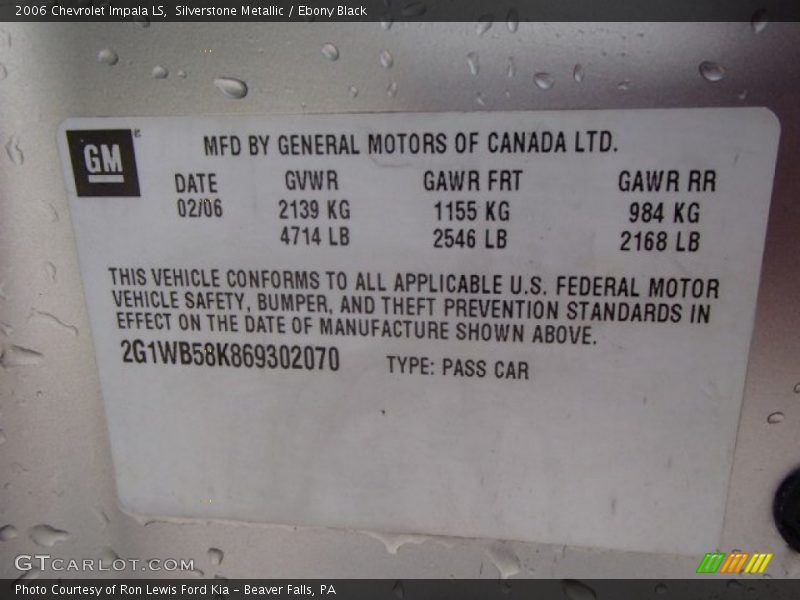 2006 Chevrolet Impala LS, Silverstone Metallic / Ebony Black
GM
MFD BY GENERAL MOTORS OF CANADA LTD.
DATE GVWR GAWR FRT GAWR RR
02/06 2139 KG 1155 KG 984 KG
4714 LB 2546 LB 2168 LB
THIS VEHICLE CONFORMS TO ALL APPLICABLE U.S. FEDERAL MOTOR
VEHICLE SAFETY, BUMPER, AND THEFT PREVENTION STANDARDS IN
EFFECT ON THE DATE OF MANUFACTURE SHOWN ABOVE.
2G1WB58K869302070 TYPE: PASS CAR
GTCARLOT.COM
Photo Courtesy of Ron Lewis Ford Kia - Beaver Falls, PA